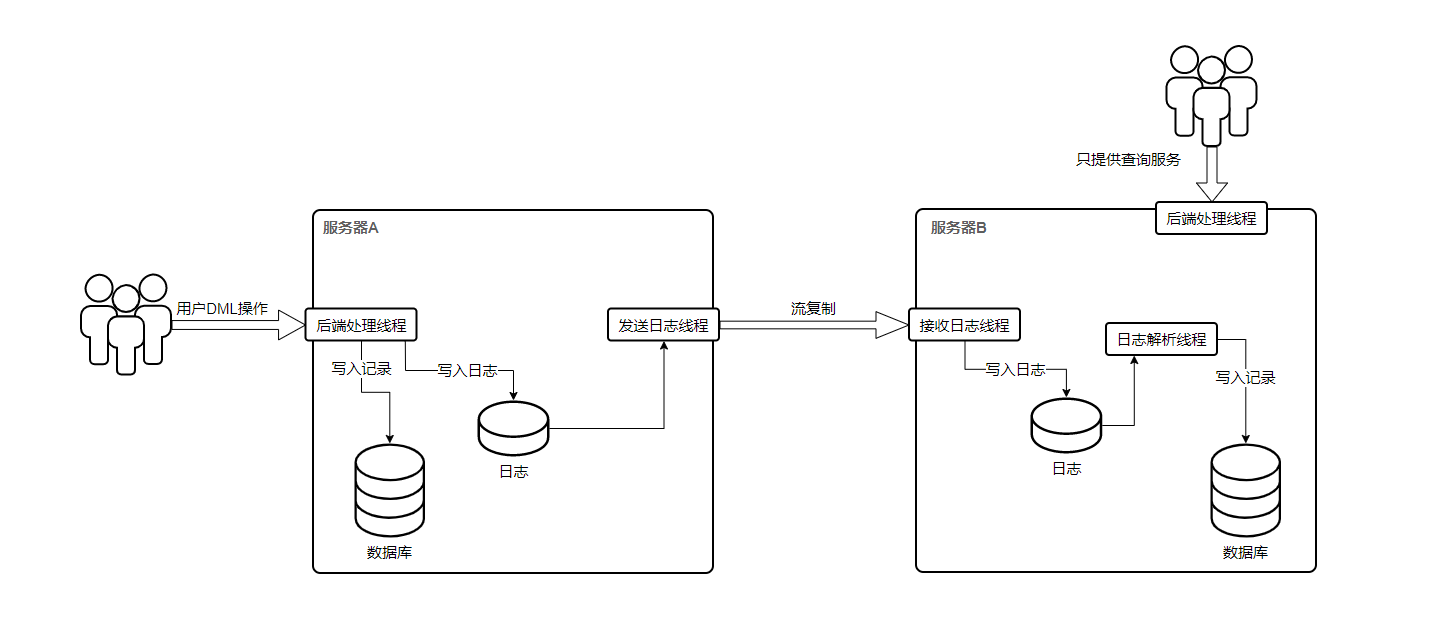 只提供查询服务
后端处理线程
服务器A
服务器B
用户DML操作
后端处理线程
发送日志线程
流复制
接收日志线程
日志解析线程
写入记录
写入日志
写入日志
写入记录
日志
日志
数据库
数据库